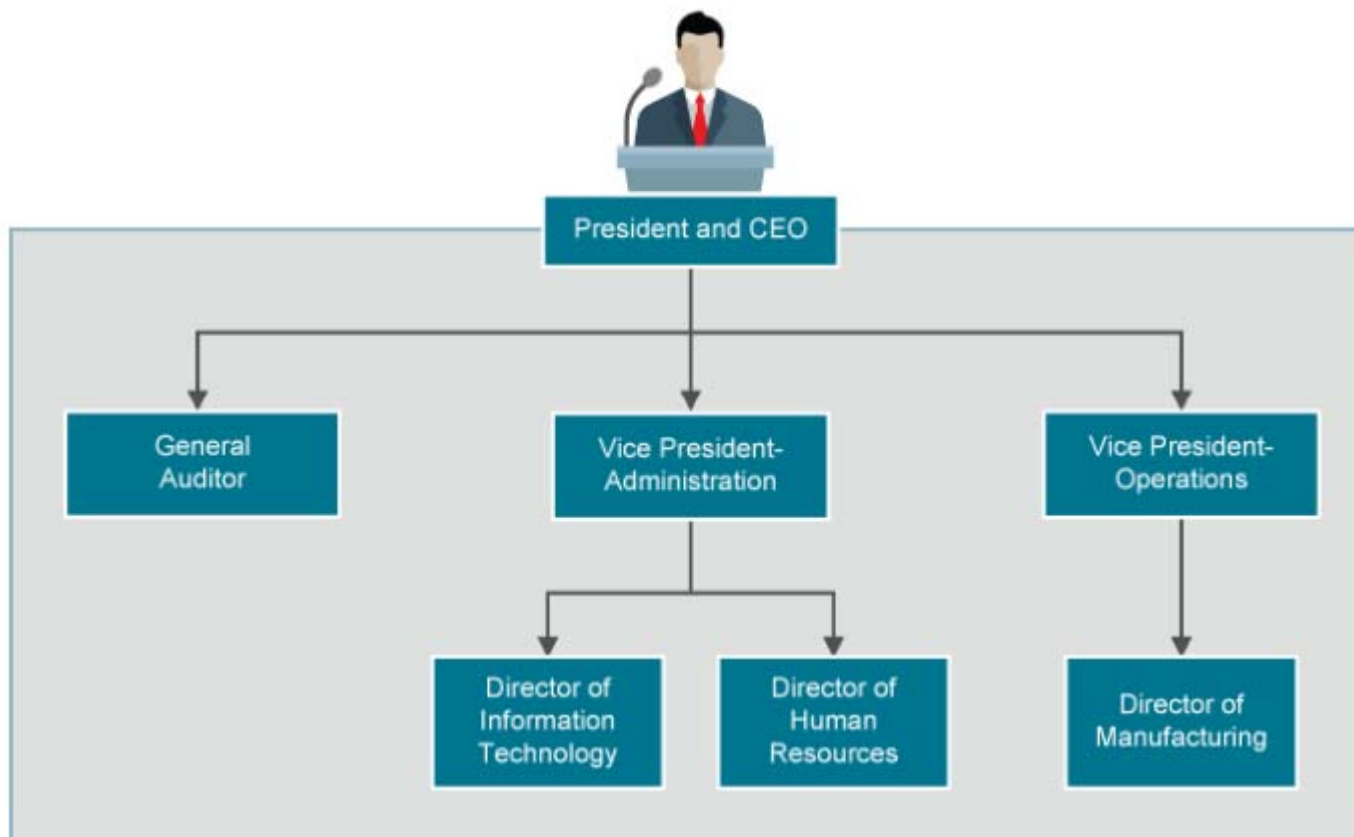 President and CEO
General
Auditor
Vice President-
Administration
Vice President-
Operations
Director of
Information
Technology
Director of
Human
Resources
Director of
Manufacturing